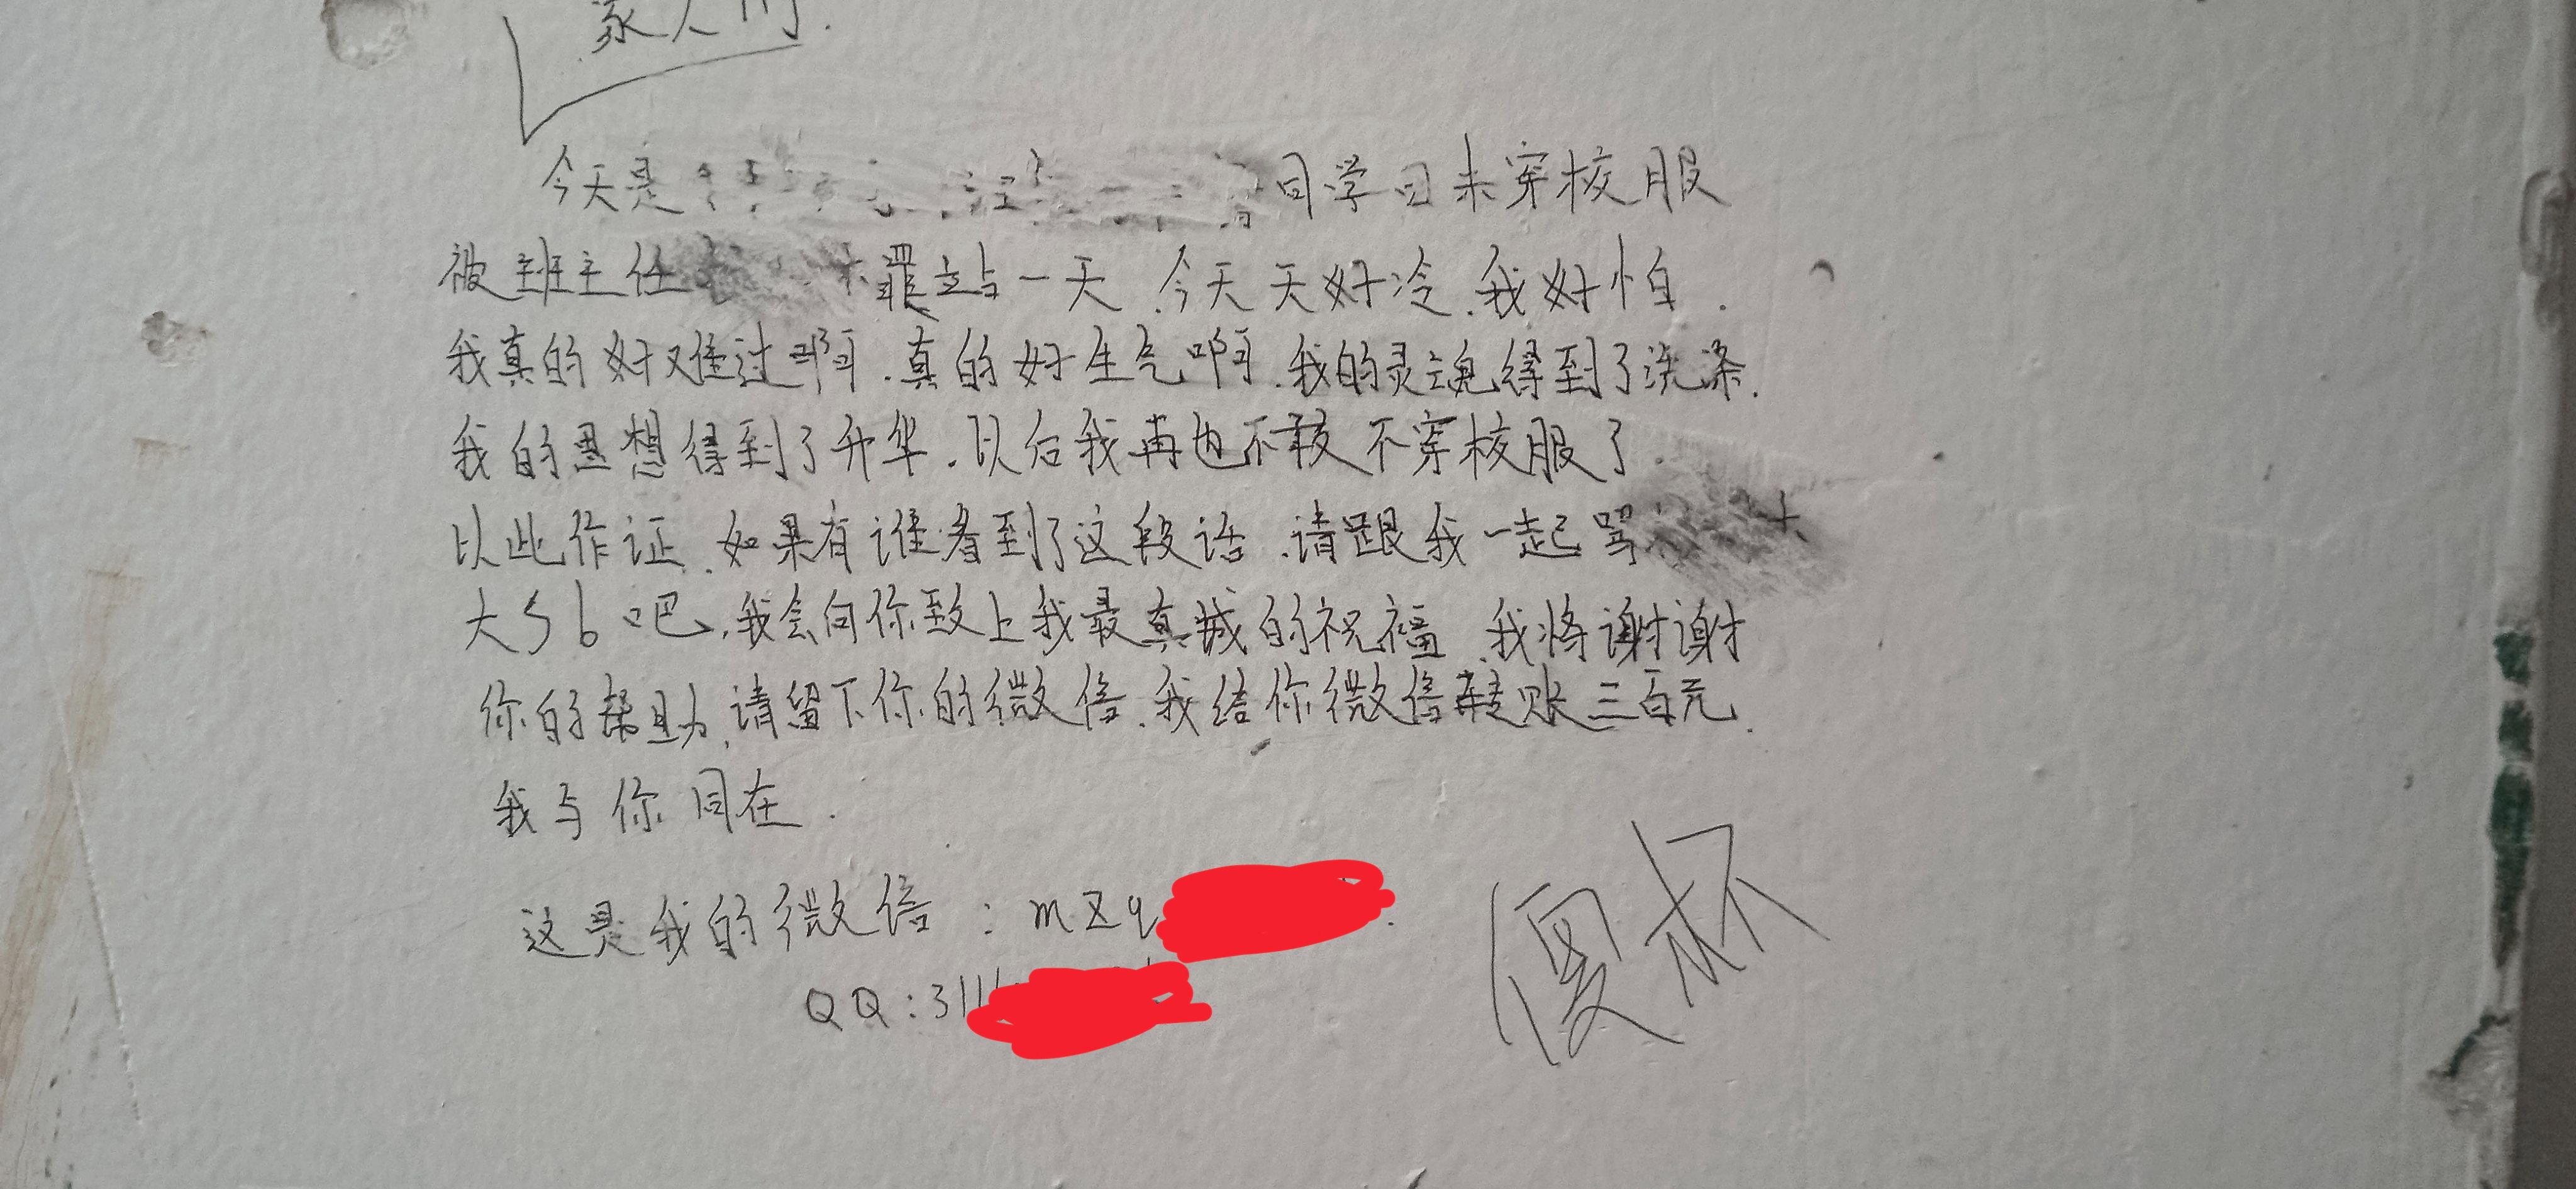 家人们.
今天是 同学因未穿校服
被班主任 罪站一天.今天天好冷.我好怕.
我真的好难过啊.真的好生气啊.我的灵魂得到了洗涤.
我的思想得到了升华.以后我再也不敢不穿校服了.
以此作证.如果有谁看到了这段话.请跟我一起骂
大sb吧.我会向你致上我最真诚的祝福.我将谢谢
你的帮助.请留下你的微信.我给你微信转账三百元.
我与你同在.
这是我的微信:mzq
QQ:311
傻杯